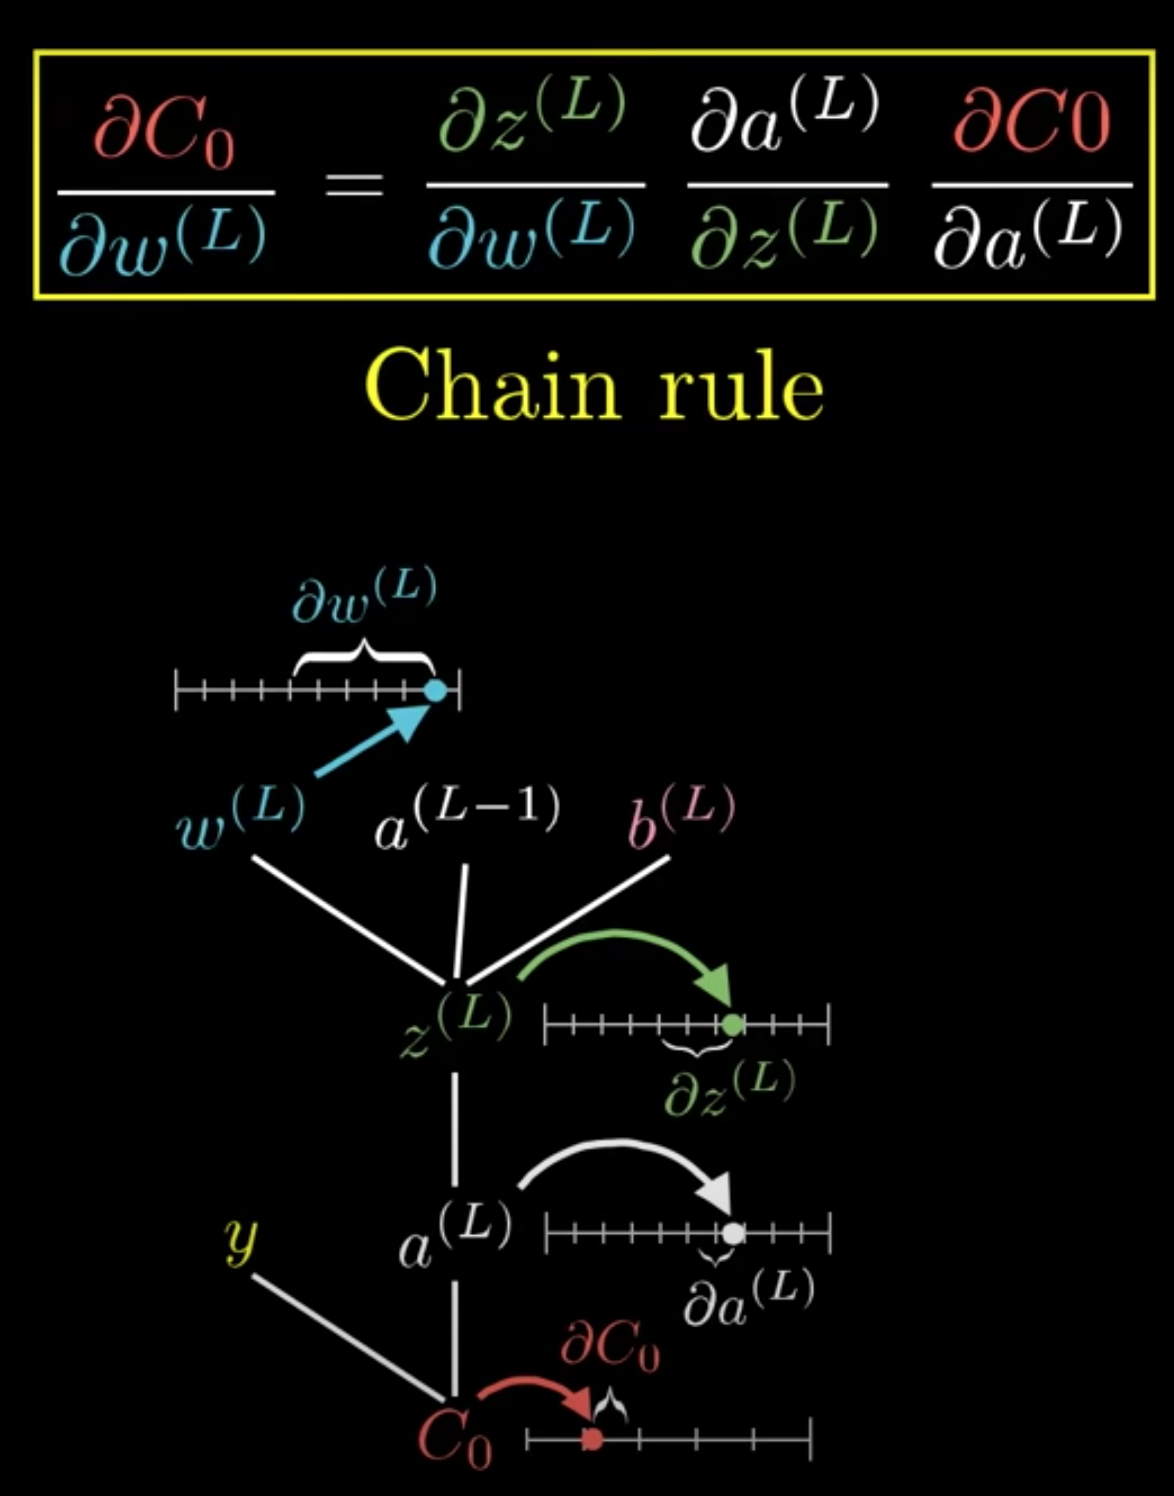 ∂C₀/∂w^(L) = ∂z^(L)/∂w^(L) ∂a^(L)/∂z^(L) ∂C0/∂a^(L)
Chain rule
∂w^(L)
w^(L) a^(L−1) b^(L)
z^(L)
∂z^(L)
y a^(L)
∂a^(L)
∂C₀
C₀